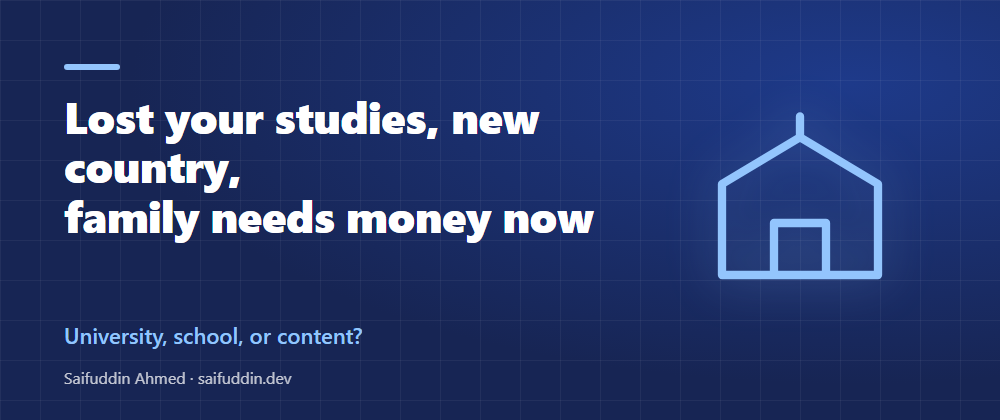 Lost your studies, new
country,
family needs money now
University, school, or content?
Saifuddin Ahmed · saifuddin.dev